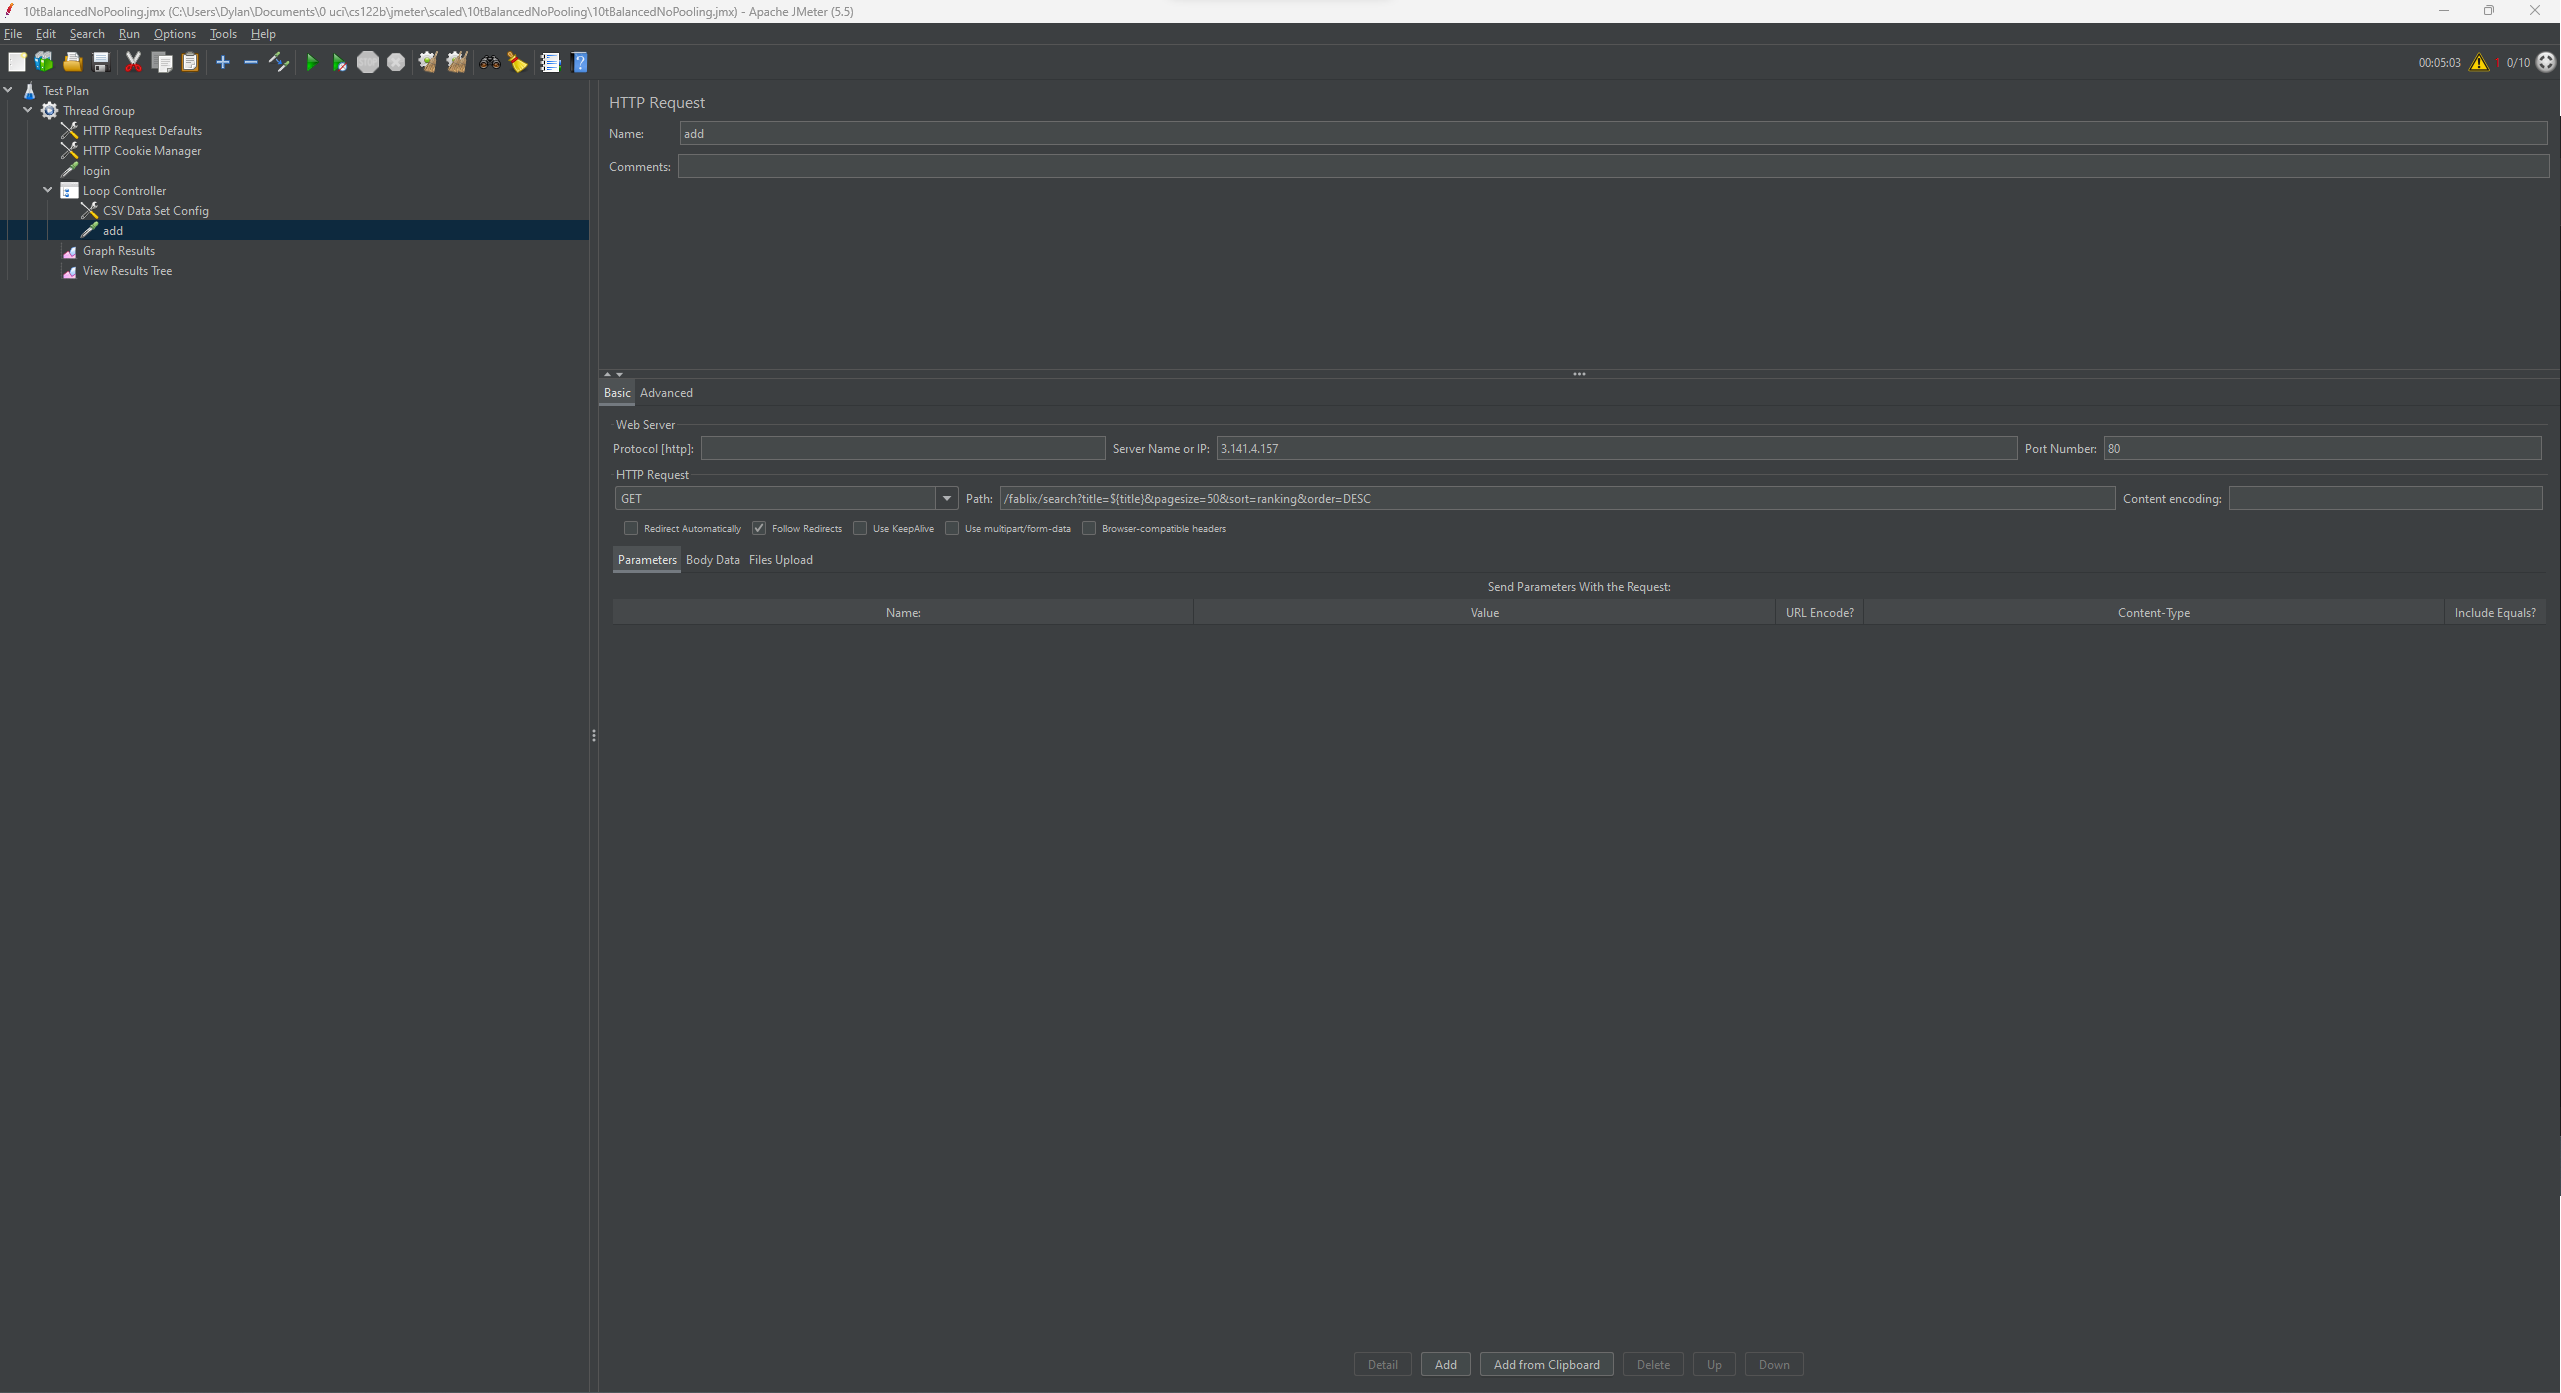 10tBalancedNoPooling.jmx (C:\Users\Dylan\Documents\0 uci\cs122b\jmeter\scaled\10tBalancedNoPooling\10tBalancedNoPooling.jmx) - Apache JMeter (5.5)
File Edit Search Run Options Tools Help
STOP ? 00:05:03 1 0/10
Test Plan
Thread Group
HTTP Request Defaults
HTTP Cookie Manager
login
Loop Controller
CSV Data Set Config
add
Graph Results
View Results Tree
HTTP Request
Name: add
Comments:
Basic Advanced
Web Server
Protocol [http]: Server Name or IP: 3.141.4.157 Port Number: 80
HTTP Request
GET Path: /fablix/search?title=${title}&pagesize=50&sort=ranking&order=DESC Content encoding:
Redirect Automatically Follow Redirects Use KeepAlive Use multipart/form-data Browser-compatible headers
Parameters Body Data Files Upload
Send Parameters With the Request:
Name: Value URL Encode? Content-Type Include Equals?
Detail Add Add from Clipboard Delete Up Down